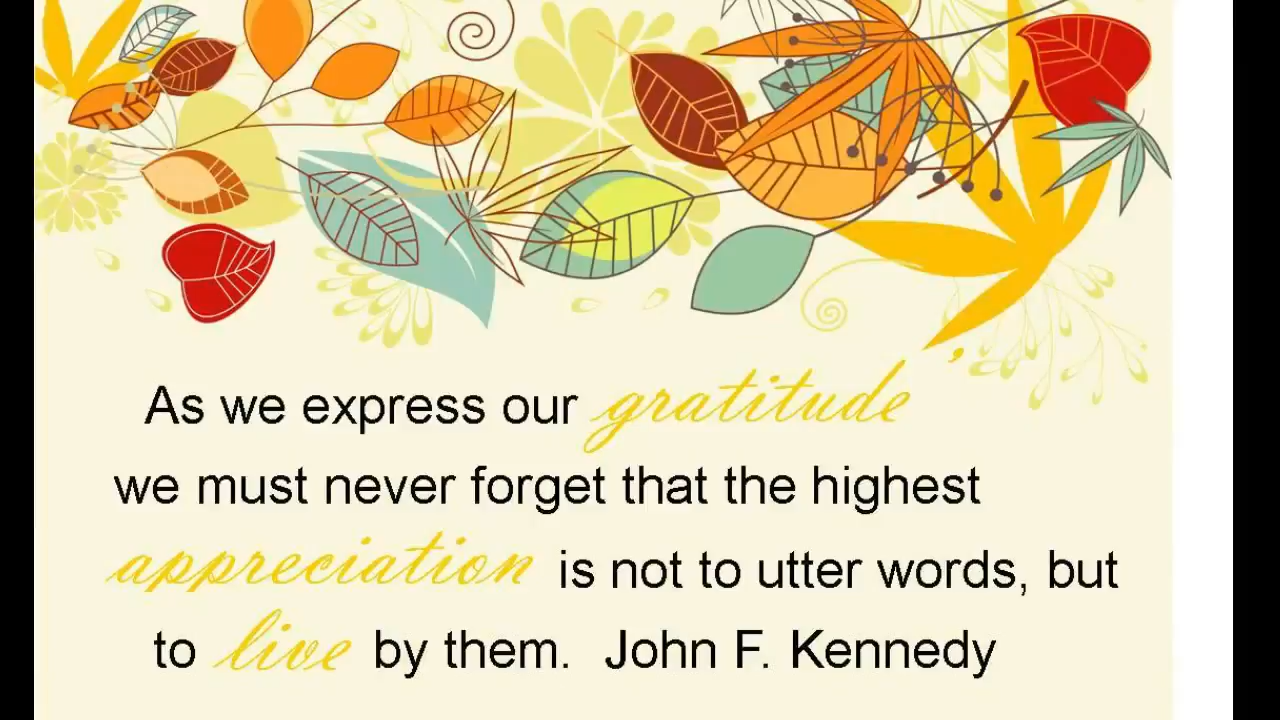 As we express our gratitude,
we must never forget that the highest
appreciation is not to utter words, but
to live by them. John F. Kennedy